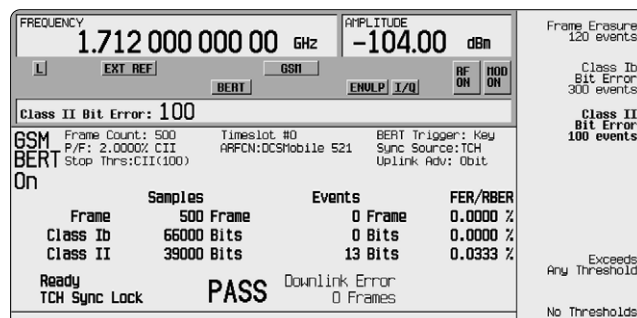 FREQUENCY
AMPLITUDE
1.712 000 000 00 GHz
-104.00 dBm
L EXT REF GSM RF ON MOD ON
BERT ENVLP I/Q
Class II Bit Error: 100
GSM BERT On
Frame Count: 500 Timeslot #0 BERT Trigger: Key
P/F: 2.0000% CII ARFCN:DCSMobile 521 Sync Source:TCH
Stop Thrs:CII(100) Uplink Adv: 0bit
Samples Events FER/RBER
Frame 500 Frame 0 Frame 0.0000 %
Class Ib 66000 Bits 0 Bits 0.0000 %
Class II 39000 Bits 13 Bits 0.0333 %
Ready
TCH Sync Lock
PASS
Downlink Error
0 Frames
Frame Erasure
120 events
Class Ib
Bit Error
300 events
Class II
Bit Error
100 events
Exceeds
Any Threshold
No Thresholds